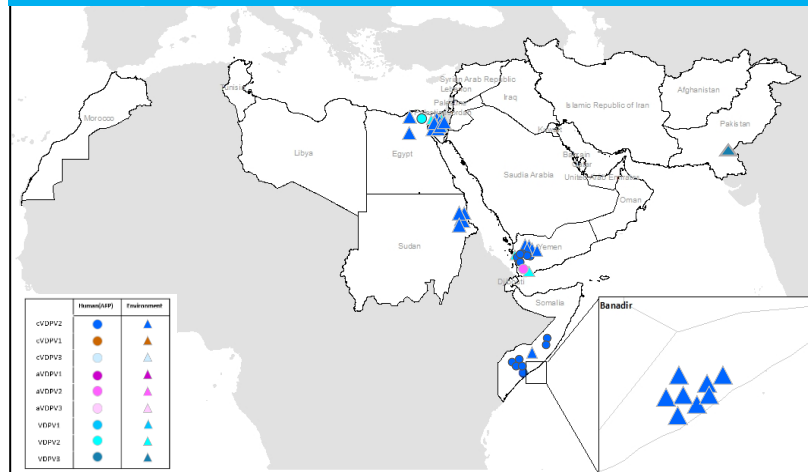 Syrian Arab Republic
Tunisia
Lebanon
Iraq
Afghanistan
Morocco
Islamic Republic of Iran
Pakistan
Libya
Egypt
Bahrain
Saudi Arabia
United Arab Emirates
Oman
Sudan
Yemen
Djibouti
Somalia
Human(AFP) Environment
cVDPV2
cVDPV1
cVDPV3
aVDPV1
aVDPV2
aVDPV3
VDPV1
VDPV2
VDPV3
Banadir